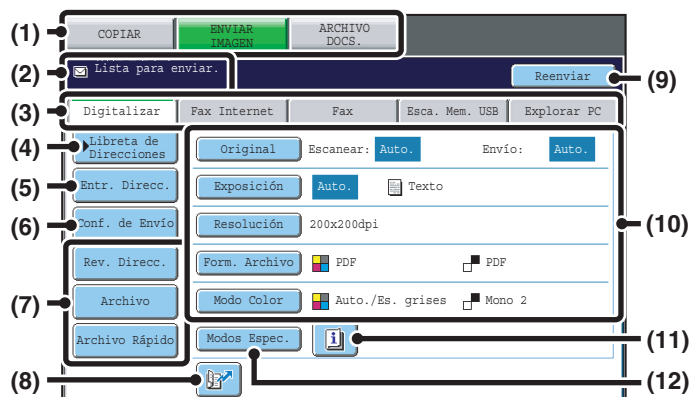 (1)
COPIAR
ENVIAR
IMAGEN
ARCHIVO
DOCS.
(2)
Lista para enviar.
Reenviar
(9)
(3)
Digitalizar
Fax Internet
Fax
Esca. Mem. USB
Explorar PC
(4)
Libreta de
Direcciones
Original
Escanear:
Auto.
Envío:
Auto.
(5)
Entr. Direcc.
Exposición
Auto.
Texto
(6)
Conf. de Envío
Resolución
200x200dpi
(10)
Rev. Direcc.
Form. Archivo
PDF
PDF
(7)
Archivo
Modo Color
Auto./Es. grises
Mono 2
Archivo Rápido
Modos Espec.
(11)
(8)
(12)